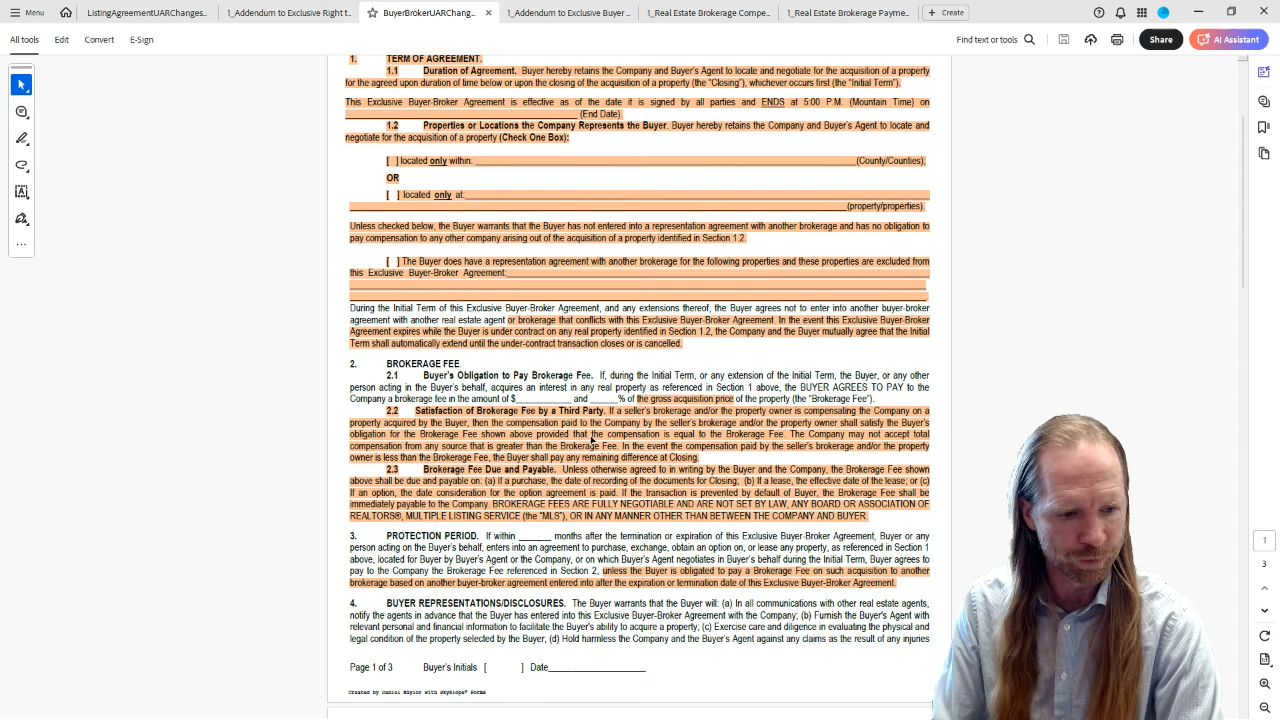 Menu
ListingAgreementUARChanges...
1_Addendum to Exclusive Right t...
BuyerBrokerUARChang...
1_Addendum to Exclusive Buyer ...
1_Real Estate Brokerage Compe...
1_Real Estate Brokerage Payme...
Create
All tools
Edit
Convert
E-Sign
Find text or tools
Share
AI Assistant
1. TERM OF AGREEMENT.
1.1 Duration of Agreement. Buyer hereby retains the Company and Buyer's Agent to locate and negotiate for the acquisition of a property
for the agreed upon duration of time below or upon the closing of the acquisition of a property (the "Closing"), whichever occurs first (the "Initial Term").
This Exclusive Buyer-Broker Agreement is effective as of the date it is signed by all parties and ENDS at 5:00 P.M. (Mountain Time) on
____________________ (End Date).
1.2 Properties or Locations the Company Represents the Buyer. Buyer hereby retains the Company and Buyer's Agent to locate and
negotiate for the acquisition of a property (Check One Box):
[ ] located only within: ____________________(County/Counties);
OR
[ ] located only at:____________________
____________________(property/properties)
Unless checked below, the Buyer warrants that the Buyer has not entered into a representation agreement with another brokerage and has no obligation to
pay compensation to any other company arising out of the acquisition of a property identified in Section 1.2.
[ ] The Buyer does have a representation agreement with another brokerage for the following properties and these properties are excluded from
this Exclusive Buyer-Broker Agreement:____________________
During the Initial Term of this Exclusive Buyer-Broker Agreement, and any extensions thereof, the Buyer agrees not to enter into another buyer-broker
agreement with another real estate agent or brokerage that conflicts with this Exclusive Buyer-Broker Agreement. In the event this Exclusive Buyer-Broker
Agreement expires while the Buyer is under contract on any real property identified in Section 1.2, the Company and the Buyer mutually agree that the Initial
Term shall automatically extend until the under-contract transaction closes or is cancelled.
2. BROKERAGE FEE.
2.1 Buyer's Obligation to Pay Brokerage Fee. If, during the Initial Term, or any extension of the Initial Term, the Buyer, or any other
person acting in the Buyer's behalf, acquires an interest in any real property as referenced in Section 1 above, the BUYER AGREES TO PAY to the
Company a brokerage fee in the amount of $____________ and ______% of the gross acquisition price of the property (the "Brokerage Fee").
2.2 Satisfaction of Brokerage Fee by a Third Party. If a seller's brokerage and/or the property owner is compensating the Company on a
property acquired by the Buyer, then the compensation paid to the Company by the seller's brokerage and/or the property owner shall satisfy the Buyer's
obligation for the Brokerage Fee shown above provided that the compensation is equal to the Brokerage Fee. The Company may not accept total
compensation from any source that is greater than the Brokerage Fee. In the event the compensation paid by the seller's brokerage and/or the property
owner is less than the Brokerage Fee, the Buyer shall pay any remaining difference at Closing.
2.3 Brokerage Fee Due and Payable. Unless otherwise agreed to in writing by the Buyer and the Company, the Brokerage Fee shown
above shall be due and payable on: (a) If a purchase, the date of recording of the documents for Closing; (b) If a lease, the effective date of the lease; or (c)
If an option, the date consideration for the option agreement is paid. If the transaction is prevented by default of Buyer, the Brokerage Fee shall be
immediately payable to the Company. BROKERAGE FEES ARE FULLY NEGOTIABLE AND ARE NOT SET BY LAW, ANY BOARD OR ASSOCIATION OF
REALTORS®, MULTIPLE LISTING SERVICE (the "MLS"), OR IN ANY MANNER OTHER THAN BETWEEN THE COMPANY AND BUYER.
3. PROTECTION PERIOD. If within _______ months after the termination or expiration of this Exclusive Buyer-Broker Agreement, Buyer or any
person acting on the Buyer's behalf, enters into an agreement to purchase, exchange, obtain an option on, or lease any property, as referenced in Section 1
above, located for Buyer by Buyer's Agent or the Company, or on which Buyer's Agent negotiates in Buyer's behalf during the Initial Term, Buyer agrees to
pay to the Company the Brokerage Fee referenced in Section 2, unless the Buyer is obligated to pay a Brokerage Fee on such acquisition to another
brokerage based on another buyer-broker agreement entered into after the expiration or termination date of this Exclusive Buyer-Broker Agreement.
4. BUYER REPRESENTATIONS/DISCLOSURES. The Buyer warrants that the Buyer will: (a) In all communications with other real estate agents,
notify the agents in advance that the Buyer has entered into this Exclusive Buyer-Broker Agreement with the Company; (b) Furnish the Buyer's Agent with
relevant personal and financial information to facilitate the Buyer's ability to acquire a property; (c) Exercise care and diligence in evaluating the physical and
legal condition of the property selected by the Buyer; (d) Hold harmless the Company and the Buyer's Agent against any claims as the result of any injuries
Page 1 of 3 Buyer's Initials [ ] Date____________________
Created by Daniel Naylor with SkySlope® Forms
1
3